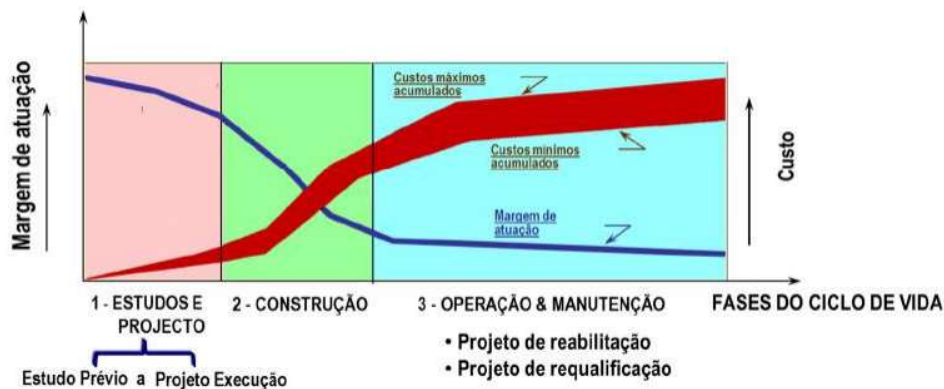 Margem de atuação
Custos máximos
acumulados
Custos mínimos
acumulados
Margem de
atuação
Custo
1 - ESTUDOS E
PROJECTO
2 - CONSTRUÇÃO
3 - OPERAÇÃO & MANUTENÇÃO
FASES DO CICLO DE VIDA
Estudo Prévio a Projeto Execução
• Projeto de reabilitação
• Projeto de requalificação